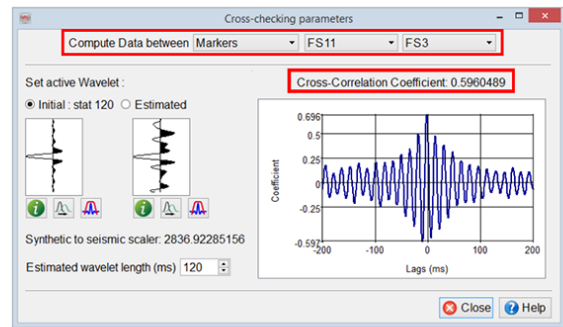 Cross-checking parameters
Compute Data between Markers FS11 FS3
Set active Wavelet :
Cross-Correlation Coefficient: 0.5960489
Initial : stat 120 Estimated
0.696
0.5
0.25
0
-0.25
-0.597
Coefficient
-200 -100 0 100 200
Lags (ms)
Synthetic to seismic scaler: 2836.92285156
Estimated wavelet length (ms) 120
Close Help